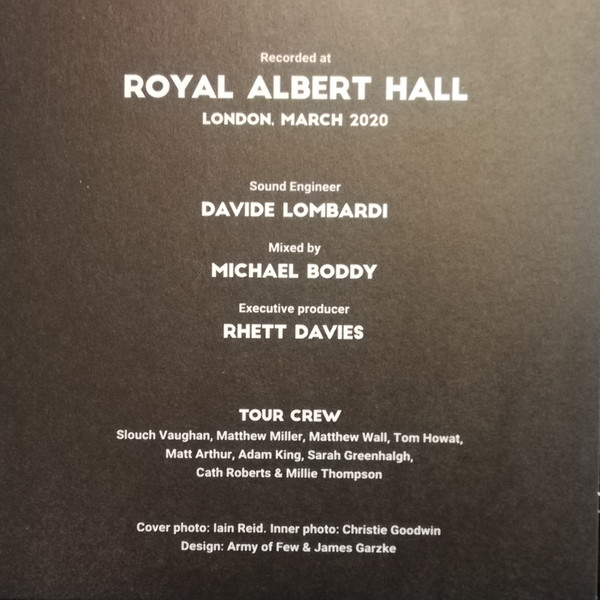 Recorded at
ROYAL ALBERT HALL
LONDON, MARCH 2020
Sound Engineer
DAVIDE LOMBARDI
Mixed by
MICHAEL BODDY
Executive producer
RHETT DAVIES
TOUR CREW
Slouch Vaughan, Matthew Miller, Matthew Wall, Tom Howat,
Matt Arthur, Adam King, Sarah Greenhalgh,
Cath Roberts & Millie Thompson
Cover photo: Iain Reid. Inner photo: Christie Goodwin
Design: Army of Few & James Garzke